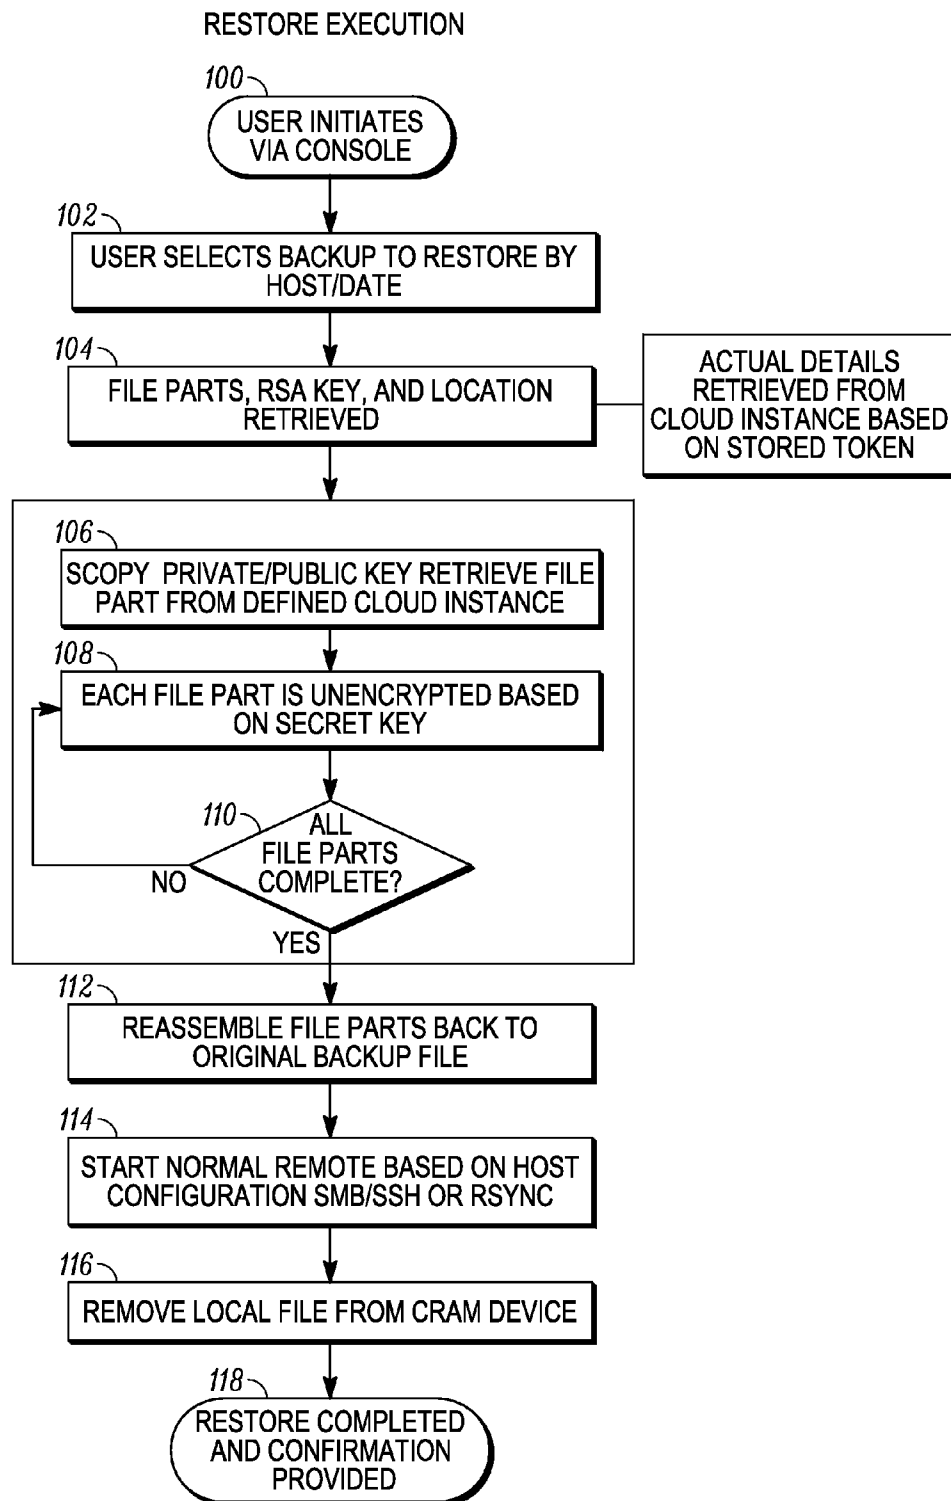 RESTORE EXECUTION
100
USER INITIATES
VIA CONSOLE
102
USER SELECTS BACKUP TO RESTORE BY
HOST/DATE
104
FILE PARTS, RSA KEY, AND LOCATION
RETRIEVED
ACTUAL DETAILS
RETRIEVED FROM
CLOUD INSTANCE BASED
ON STORED TOKEN
106
SCOPY PRIVATE/PUBLIC KEY RETRIEVE FILE
PART FROM DEFINED CLOUD INSTANCE
108
EACH FILE PART IS UNENCRYPTED BASED
ON SECRET KEY
110
ALL
FILE PARTS
COMPLETE?
NO
YES
112
REASSEMBLE FILE PARTS BACK TO
ORIGINAL BACKUP FILE
114
START NORMAL REMOTE BASED ON HOST
CONFIGURATION SMB/SSH OR RSYNC
116
REMOVE LOCAL FILE FROM CRAM DEVICE
118
RESTORE COMPLETED
AND CONFIRMATION
PROVIDED